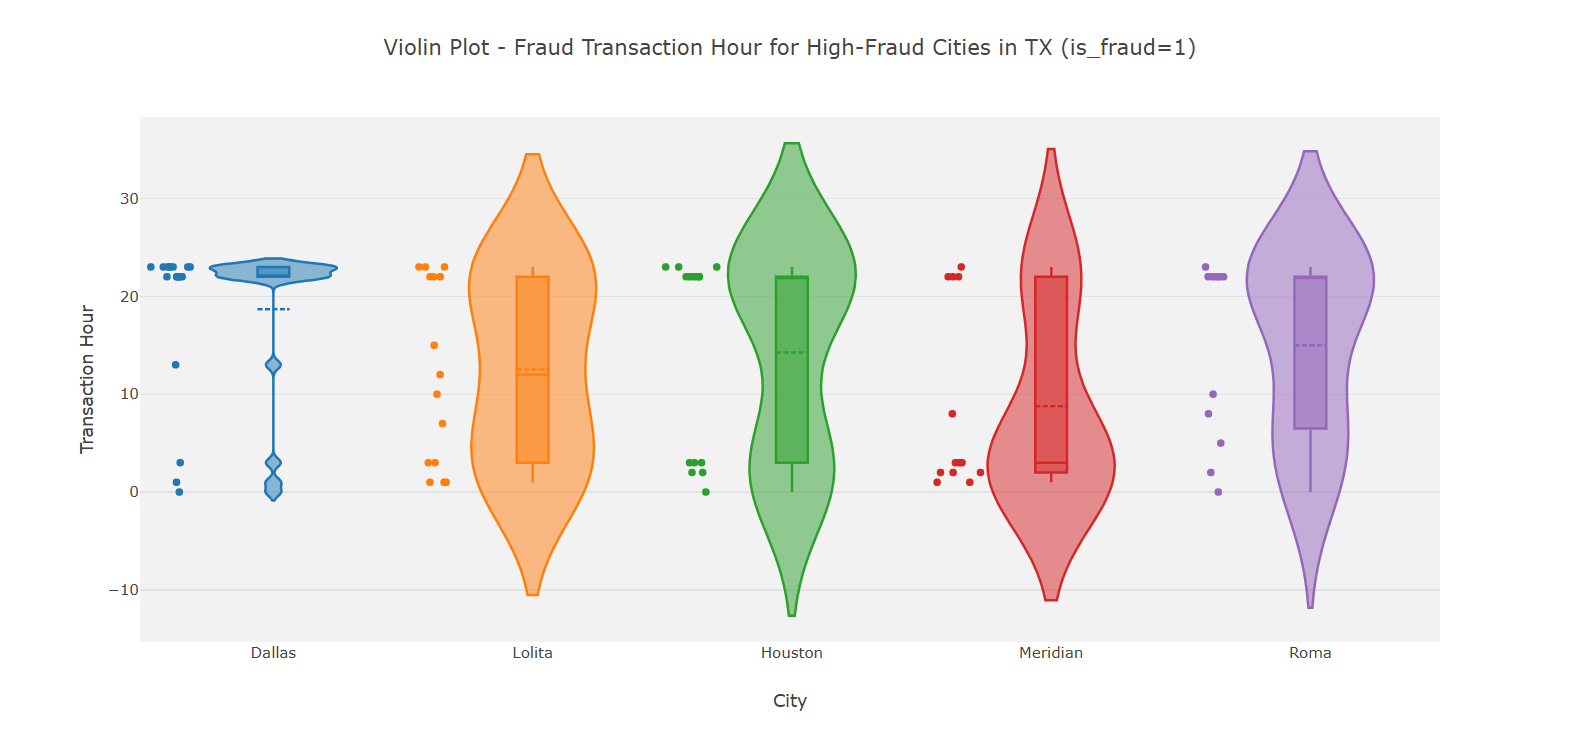 Violin Plot - Fraud Transaction Hour for High-Fraud Cities in TX (is_fraud=1)
Transaction Hour
30
20
10
0
−10
Dallas Lolita Houston Meridian Roma
City